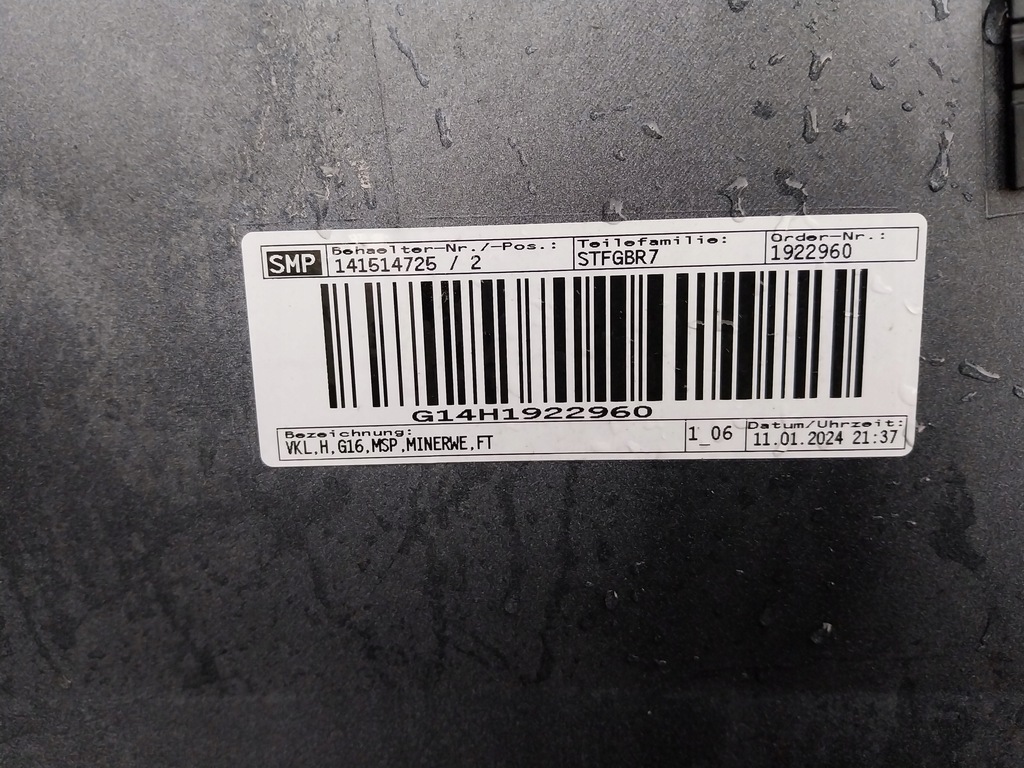 SMP
Behaelter-Nr./-Pos.: Teilefamilie: Order-Nr.:
141514725 / 2 STFGBR7 1922960
G14H1922960
Bezeichnung: 1_06 Datum/Uhrzeit:
VKL,H,G16,MSP,MINERWE,FT 11.01.2024 21:37